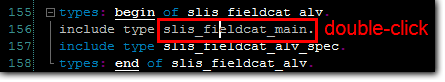 155 types: begin of slis_fieldcat_alv.
156 include type slis_fieldcat_main. double-click
157 include type slis_fieldcat_alv_spec.
158 types: end of slis_fieldcat_alv.